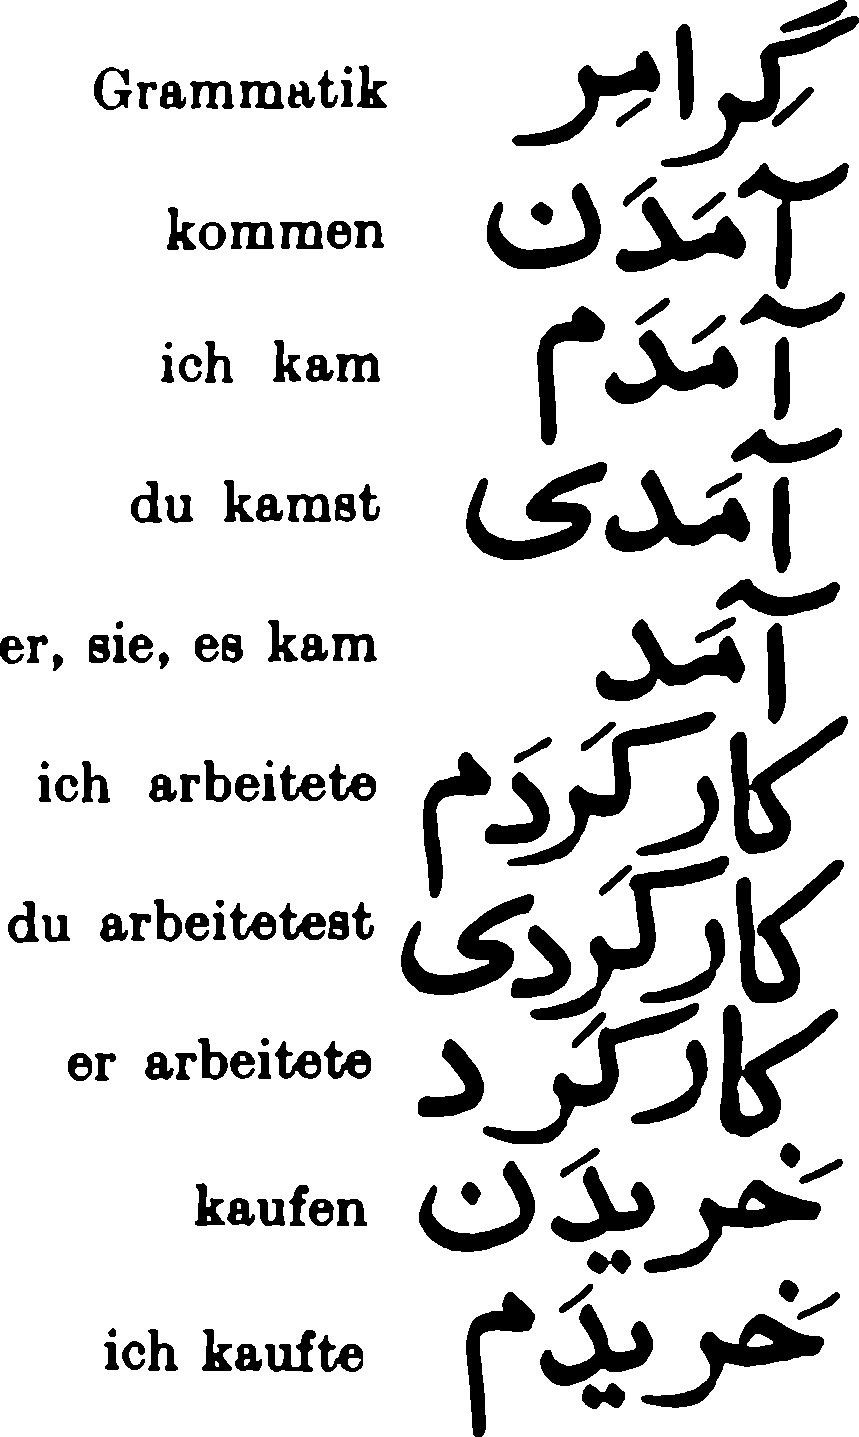 Grammatik گِرامِر
kommen آمَدَن
ich kam آمَدَم
du kamst آمَدی
er, sie, es kam آمَد
ich arbeitete کار کَردَم
du arbeitetest کار کَردی
er arbeitete کار کَرد
kaufen خَریدَن
ich kaufte خَریدَم